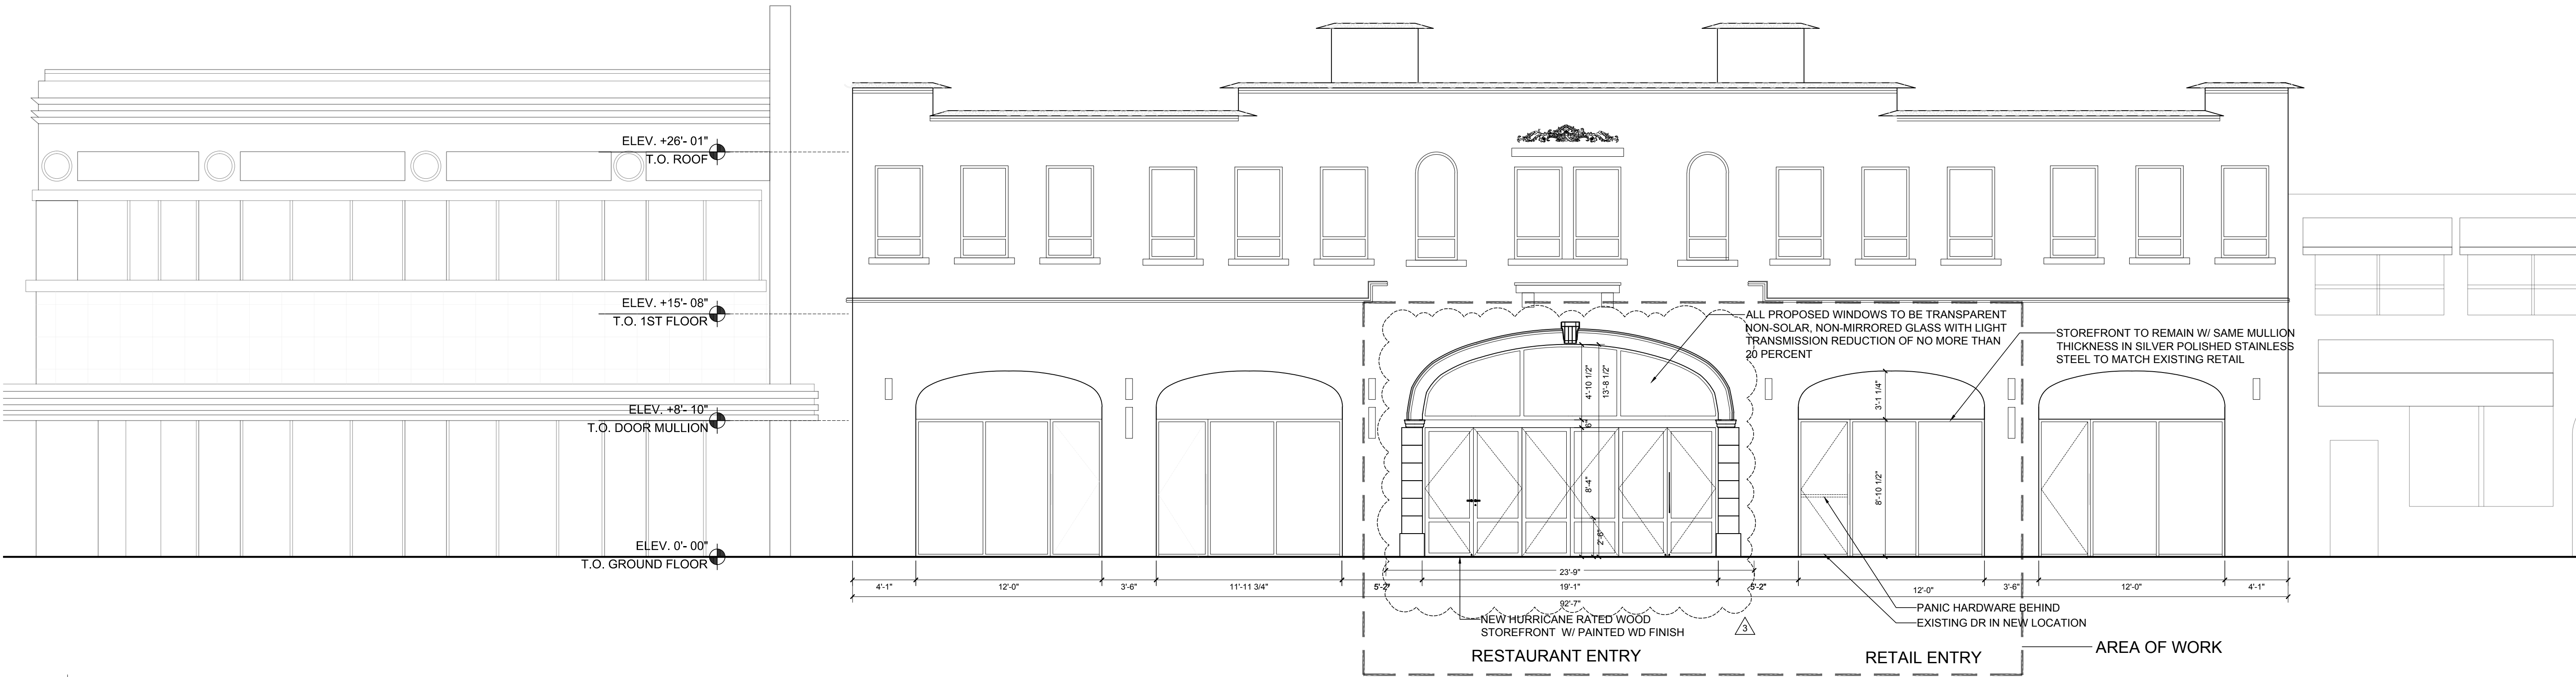 ELEV. +26'- 01"
T.O. ROOF
ELEV. +15'- 08"
T.O. 1ST FLOOR
ELEV. +8'- 10"
T.O. DOOR MULLION
ELEV. 0'- 00"
T.O. GROUND FLOOR
ALL PROPOSED WINDOWS TO BE TRANSPARENT
NON-SOLAR, NON-MIRRORED GLASS WITH LIGHT
TRANSMISSION REDUCTION OF NO MORE THAN
20 PERCENT
STOREFRONT TO REMAIN W/ SAME MULLION
THICKNESS IN SILVER POLISHED STAINLESS
STEEL TO MATCH EXISTING RETAIL
4'-10 1/2"
13'-8 1/2"
6"
8'-4"
2'-6"
3'-1 1/4"
8'-10 1/2"
23'-9"
4'-1"
12'-0"
3'-6"
11'-11 3/4"
5'-2"
19'-1"
5'-2"
12'-0"
3'-6"
12'-0"
4'-1"
92'-7"
NEW HURRICANE RATED WOOD
STOREFRONT W/ PAINTED WD FINISH
3
PANIC HARDWARE BEHIND
EXISTING DR IN NEW LOCATION
RESTAURANT ENTRY
RETAIL ENTRY
AREA OF WORK